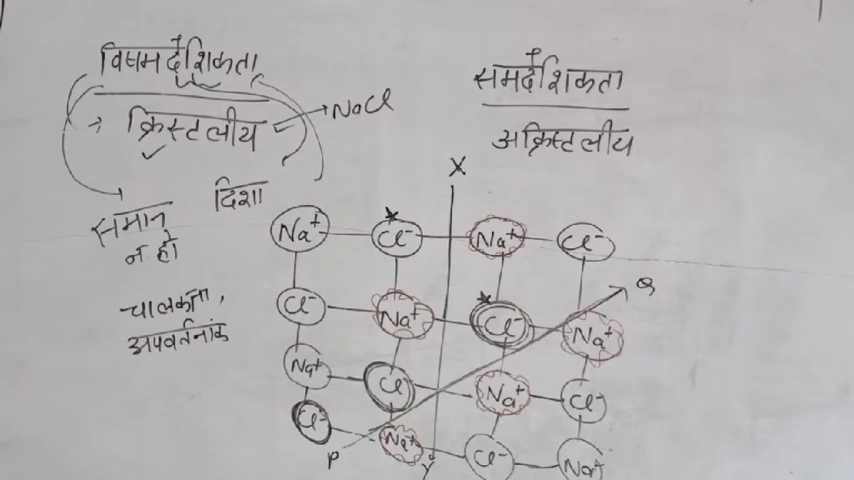 विषमदैशिकता
समदैशिकता
क्रिस्टलीय → NaCl
अक्रिस्टलीय
समान
न हो
दिशा
चालकता,
अपवर्तनांक
X
Na⁺ Cl⁻ Na⁺ Cl⁻
Q
Cl⁻ Na⁺ Cl⁻ Na⁺
Na⁺ Cl Na⁺ Cl⁻
Cl⁻ Na⁺ Cl⁻ Na⁺
P
Y